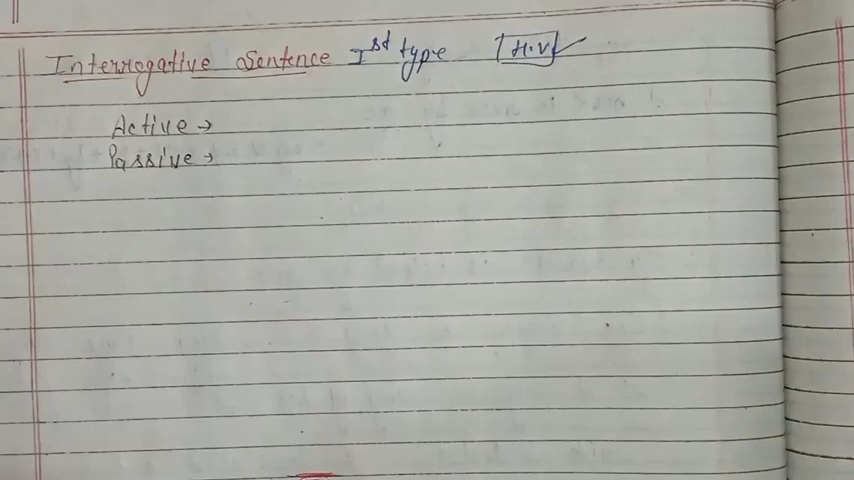 Interrogative Sentence Ist type H.V
Active →
Passive →